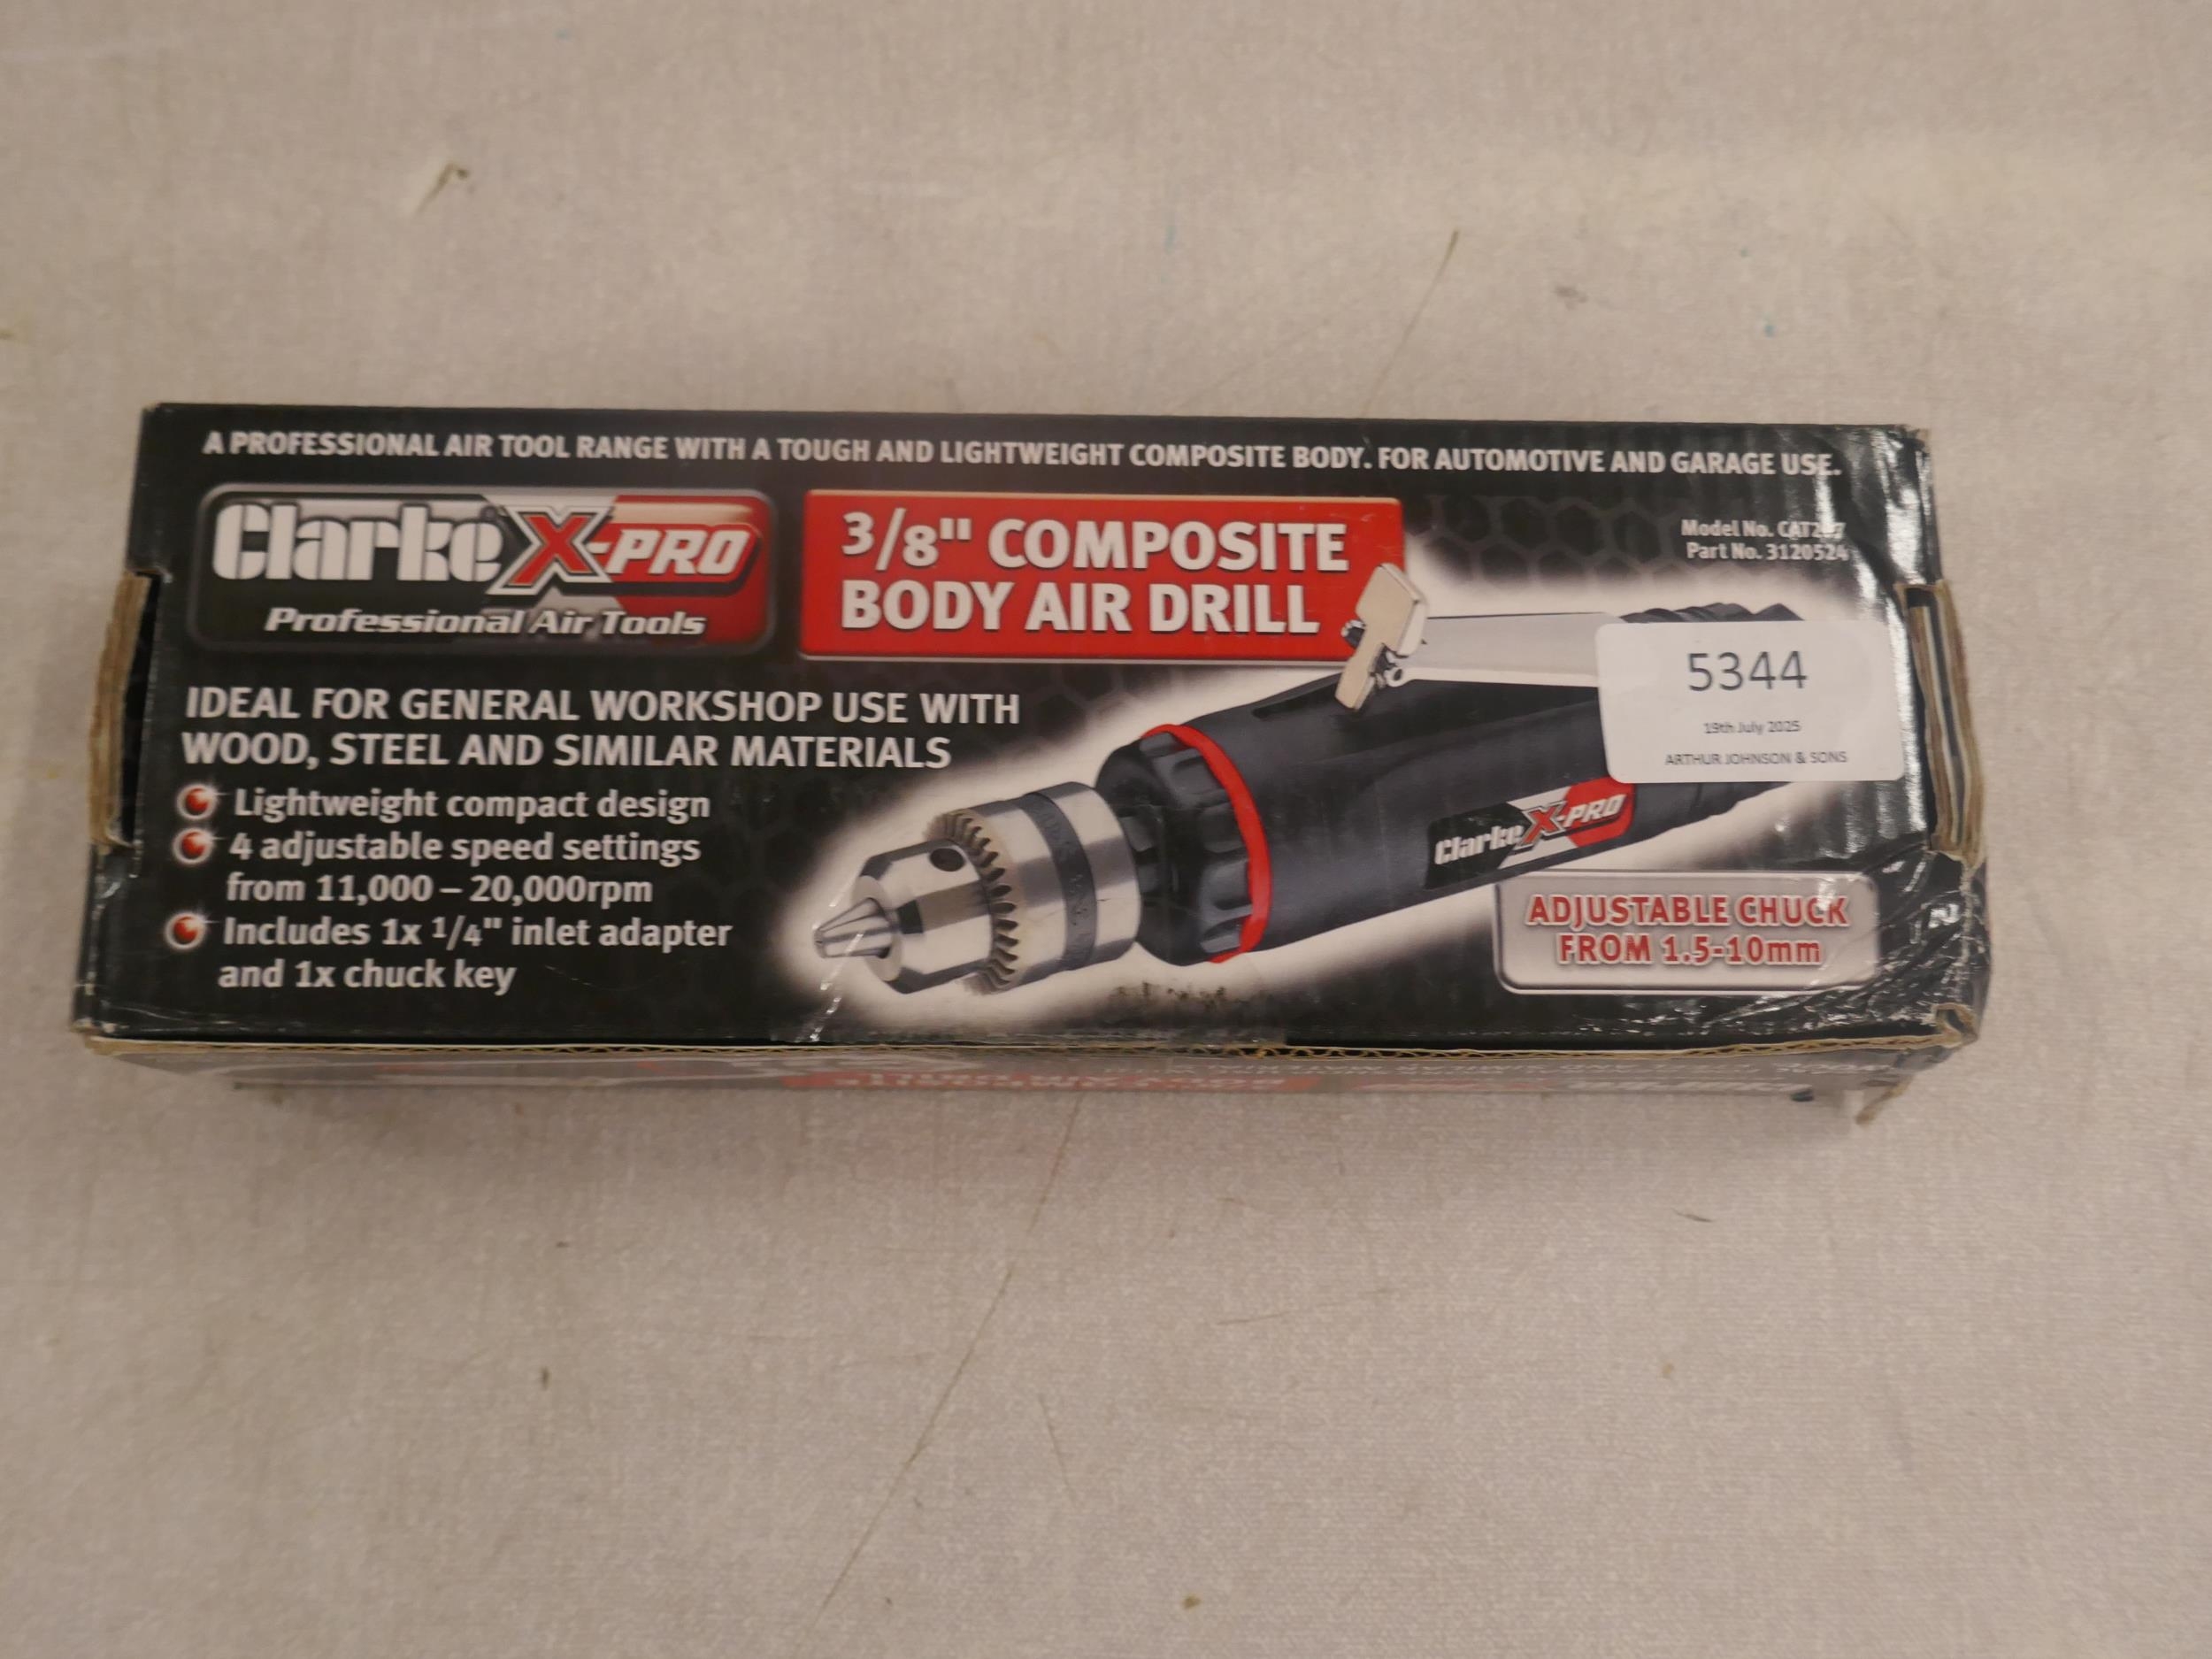 A PROFESSIONAL AIR TOOL RANGE WITH A TOUGH AND LIGHTWEIGHT COMPOSITE BODY. FOR AUTOMOTIVE AND GARAGE USE.
Clarke X-PRO
Professional Air Tools
3/8" COMPOSITE
BODY AIR DRILL
Model No.
Part No. 3120524
IDEAL FOR GENERAL WORKSHOP USE WITH
WOOD, STEEL AND SIMILAR MATERIALS
Lightweight compact design
4 adjustable speed settings
from 11,000 – 20,000rpm
Includes 1x 1/4" inlet adapter
and 1x chuck key
5344
19th July 2025
ARTHUR JOHNSON & SONS
Clarke X-PRO
ADJUSTABLE CHUCK
FROM 1.5-10mm